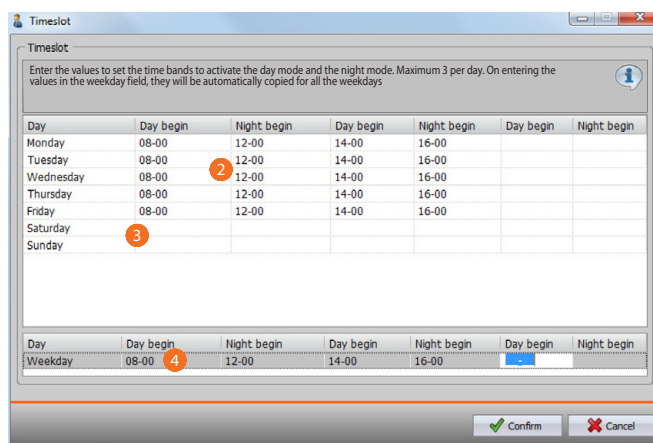 Timeslot
Timeslot
Enter the values to set the time bands to activate the day mode and the night mode. Maximum 3 per day. On entering the
values in the weekday field, they will be automatically copied for all the weekdays
Day Day begin Night begin Day begin Night begin Day begin Night begin
Monday 08-00 12-00 14-00 16-00
Tuesday 08-00 12-00 14-00 16-00
Wednesday 08-00 2 12-00 14-00 16-00
Thursday 08-00 12-00 14-00 16-00
Friday 08-00 12-00 14-00 16-00
Saturday
3
Sunday
Day Day begin Night begin Day begin Night begin Day begin Night begin
Weekday 08-00 4 12-00 14-00 16-00 -
Confirm Cancel